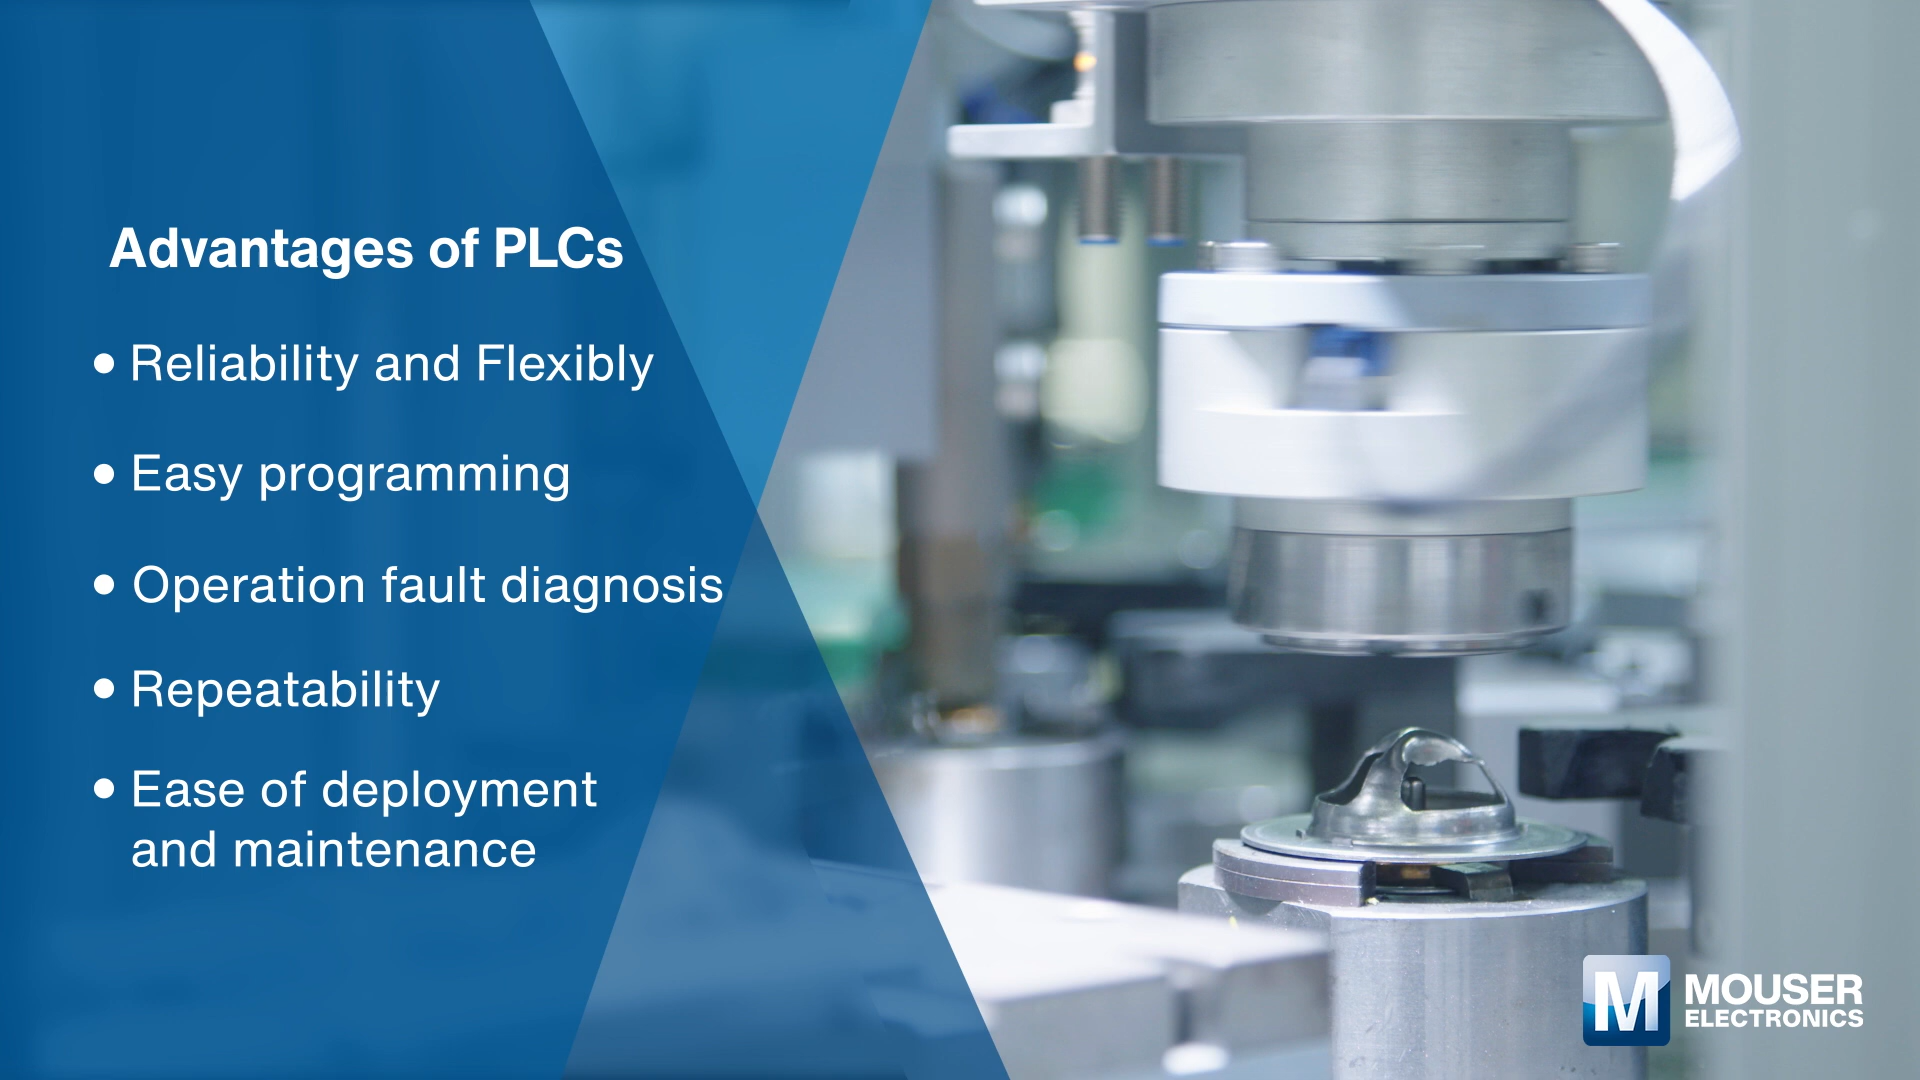 Advantages of PLCs
• Reliability and Flexibly
• Easy programming
• Operation fault diagnosis
• Repeatability
• Ease of deployment
and maintenance
M MOUSER
ELECTRONICS